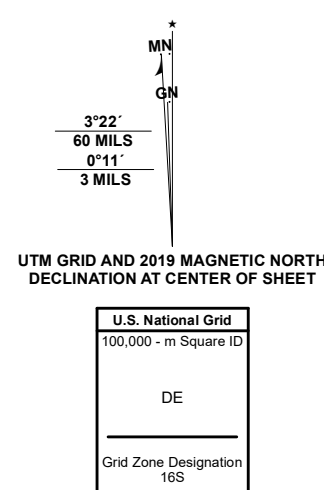 ★
MN
GN
3°22´
60 MILS
0°11´
3 MILS
UTM GRID AND 2019 MAGNETIC NORTH
DECLINATION AT CENTER OF SHEET
U.S. National Grid
100,000 - m Square ID
DE
Grid Zone Designation
16S